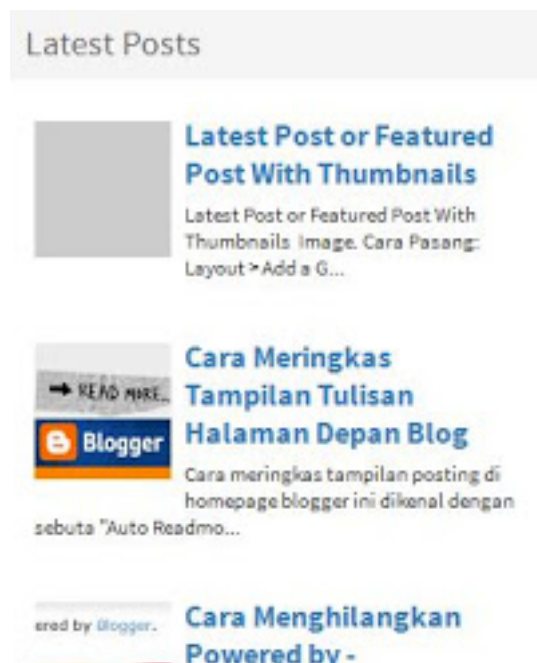 Latest Posts
Latest Post or Featured
Post With Thumbnails
Latest Post or Featured Post With
Thumbnails Image. Cara Pasang:
Layout > Add a G...
Cara Meringkas
Tampilan Tulisan
Halaman Depan Blog
➡ READ MORE..
Blogger
Cara meringkas tampilan posting di
homepage blogger ini dikenal dengan
sebuta "Auto Readmo...
Cara Menghilangkan
Powered by -
ered by Blogger.